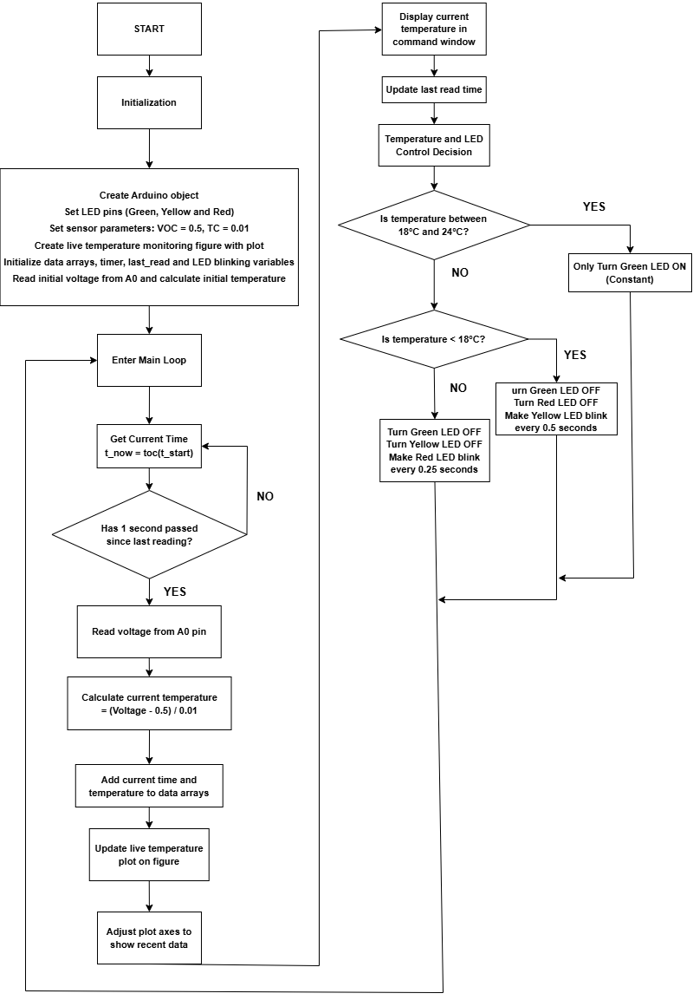 START
Initialization
Create Arduino object
Set LED pins (Green, Yellow and Red)
Set sensor parameters: VOC = 0.5, TC = 0.01
Create live temperature monitoring figure with plot
Initialize data arrays, timer, last_read and LED blinking variables
Read initial voltage from A0 and calculate initial temperature
Enter Main Loop
Get Current Time
t_now = toc(t_start)
NO
Has 1 second passed
since last reading?
YES
Read voltage from A0 pin
Calculate current temperature
= (Voltage - 0.5) / 0.01
Add current time and
temperature to data arrays
Update live temperature
plot on figure
Adjust plot axes to
show recent data
Display current
temperature in
command window
Update last read time
Temperature and LED
Control Decision
Is temperature between
18°C and 24°C?
YES
Only Turn Green LED ON
(Constant)
NO
Is temperature < 18°C?
YES
urn Green LED OFF
Turn Red LED OFF
Make Yellow LED blink
every 0.5 seconds
NO
Turn Green LED OFF
Turn Yellow LED OFF
Make Red LED blink
every 0.25 seconds